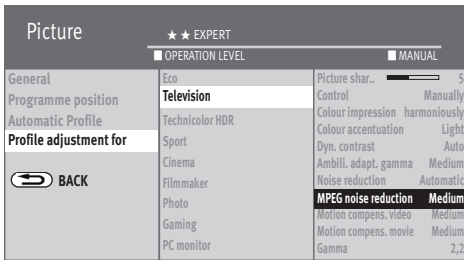 Picture
★ ★ EXPERT
OPERATION LEVEL
MANUAL
General
Programme position
Automatic Profile
Profile adjustment for
BACK
Eco
Television
Technicolor HDR
Sport
Cinema
Filmmaker
Photo
Gaming
PC monitor
Picture shar.. 5
Control Manually
Colour impression harmoniously
Colour accentuation Light
Dyn. contrast Auto
Ambili. adapt. gamma Medium
Noise reduction Automatic
MPEG noise reduction Medium
Motion compens. video Medium
Motion compens. movie Medium
Gamma 2,2